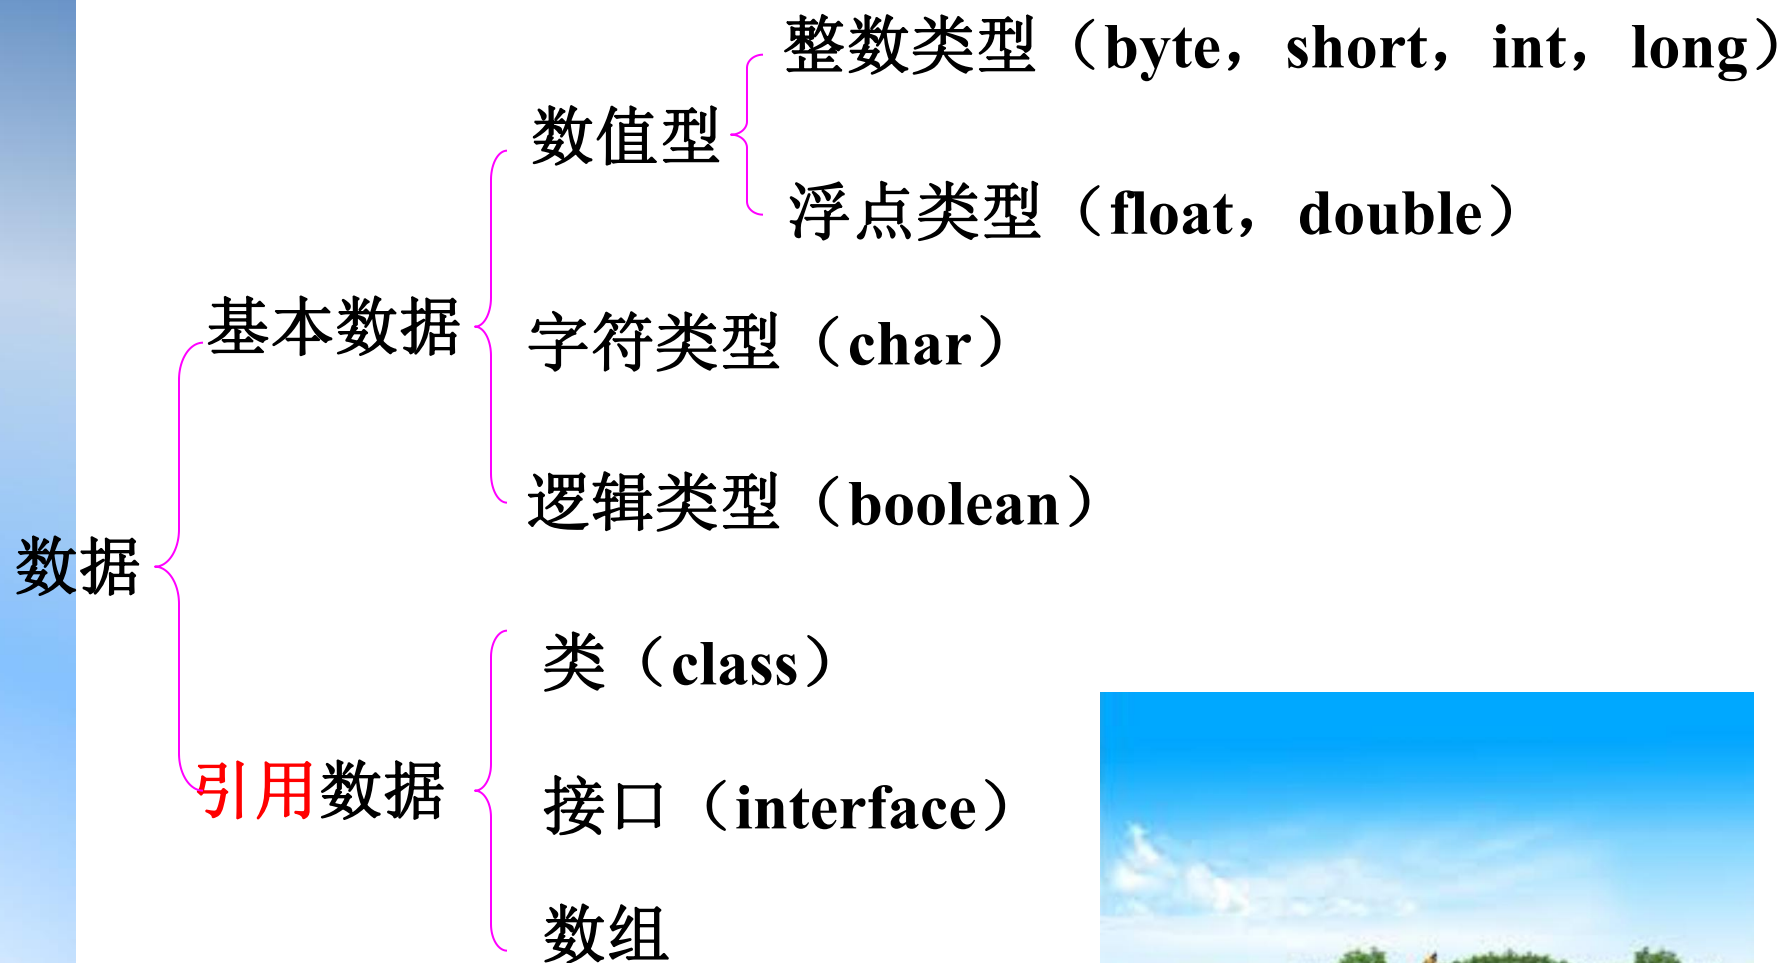 整数类型（byte，short，int，long）
数值型
浮点类型（float，double）
基本数据
字符类型（char）
逻辑类型（boolean）
数据
类（class）
引用数据
接口（interface）
数组